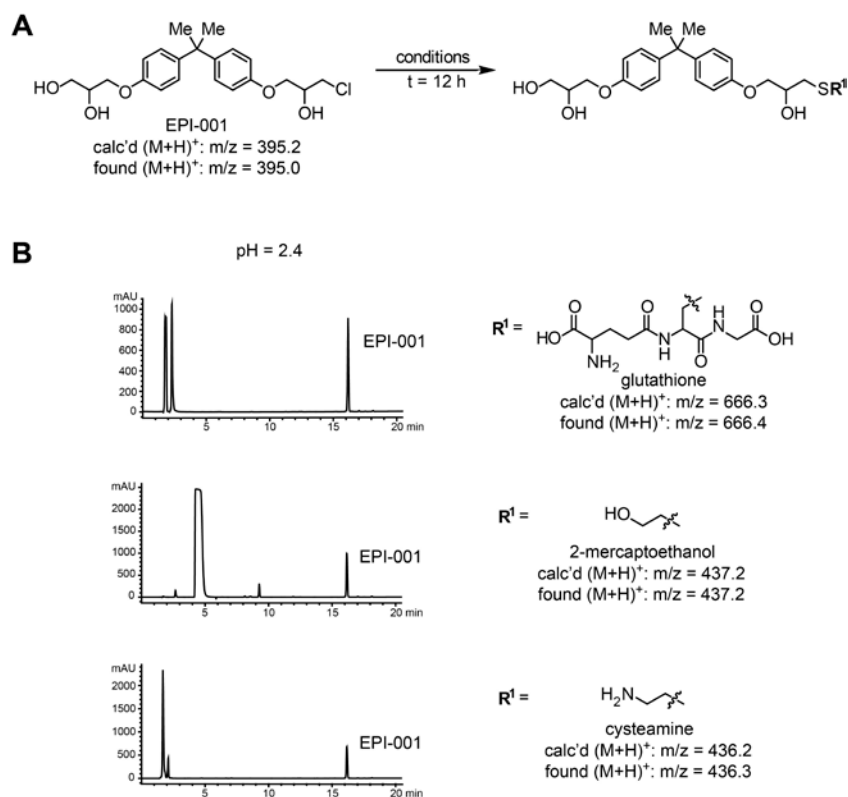 A
Me Me
conditions
t = 12 h
Me Me
HO
OH
O
O
OH
Cl
HO
OH
O
O
OH
SR¹
EPI-001
calc'd (M+H)⁺: m/z = 395.2
found (M+H)⁺: m/z = 395.0
B
pH = 2.4
mAU
1000
800
600
400
200
0
5
10
15
20 min
EPI-001
R¹ =
O
HO
NH₂
O
N
H
O
H
N
O
OH
glutathione
calc'd (M+H)⁺: m/z = 666.3
found (M+H)⁺: m/z = 666.4
mAU
2000
1500
1000
500
0
5
10
15
20 min
EPI-001
R¹ =
HO
2-mercaptoethanol
calc'd (M+H)⁺: m/z = 437.2
found (M+H)⁺: m/z = 437.2
mAU
2000
1500
1000
500
0
5
10
15
20 min
EPI-001
R¹ =
H₂N
cysteamine
calc'd (M+H)⁺: m/z = 436.2
found (M+H)⁺: m/z = 436.3